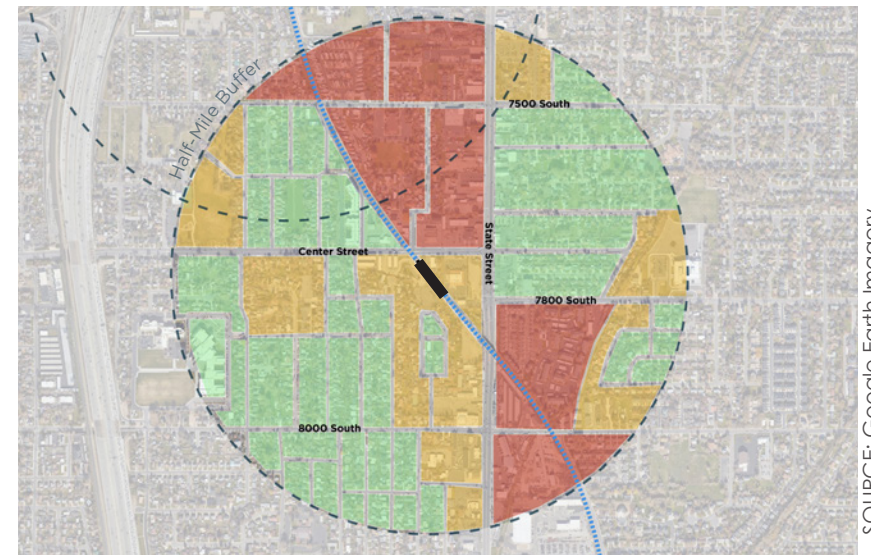 Half-Mile Buffer
7500 South
Center Street
State Street
7800 South
8000 South
SOURCE: Google Earth Imagery